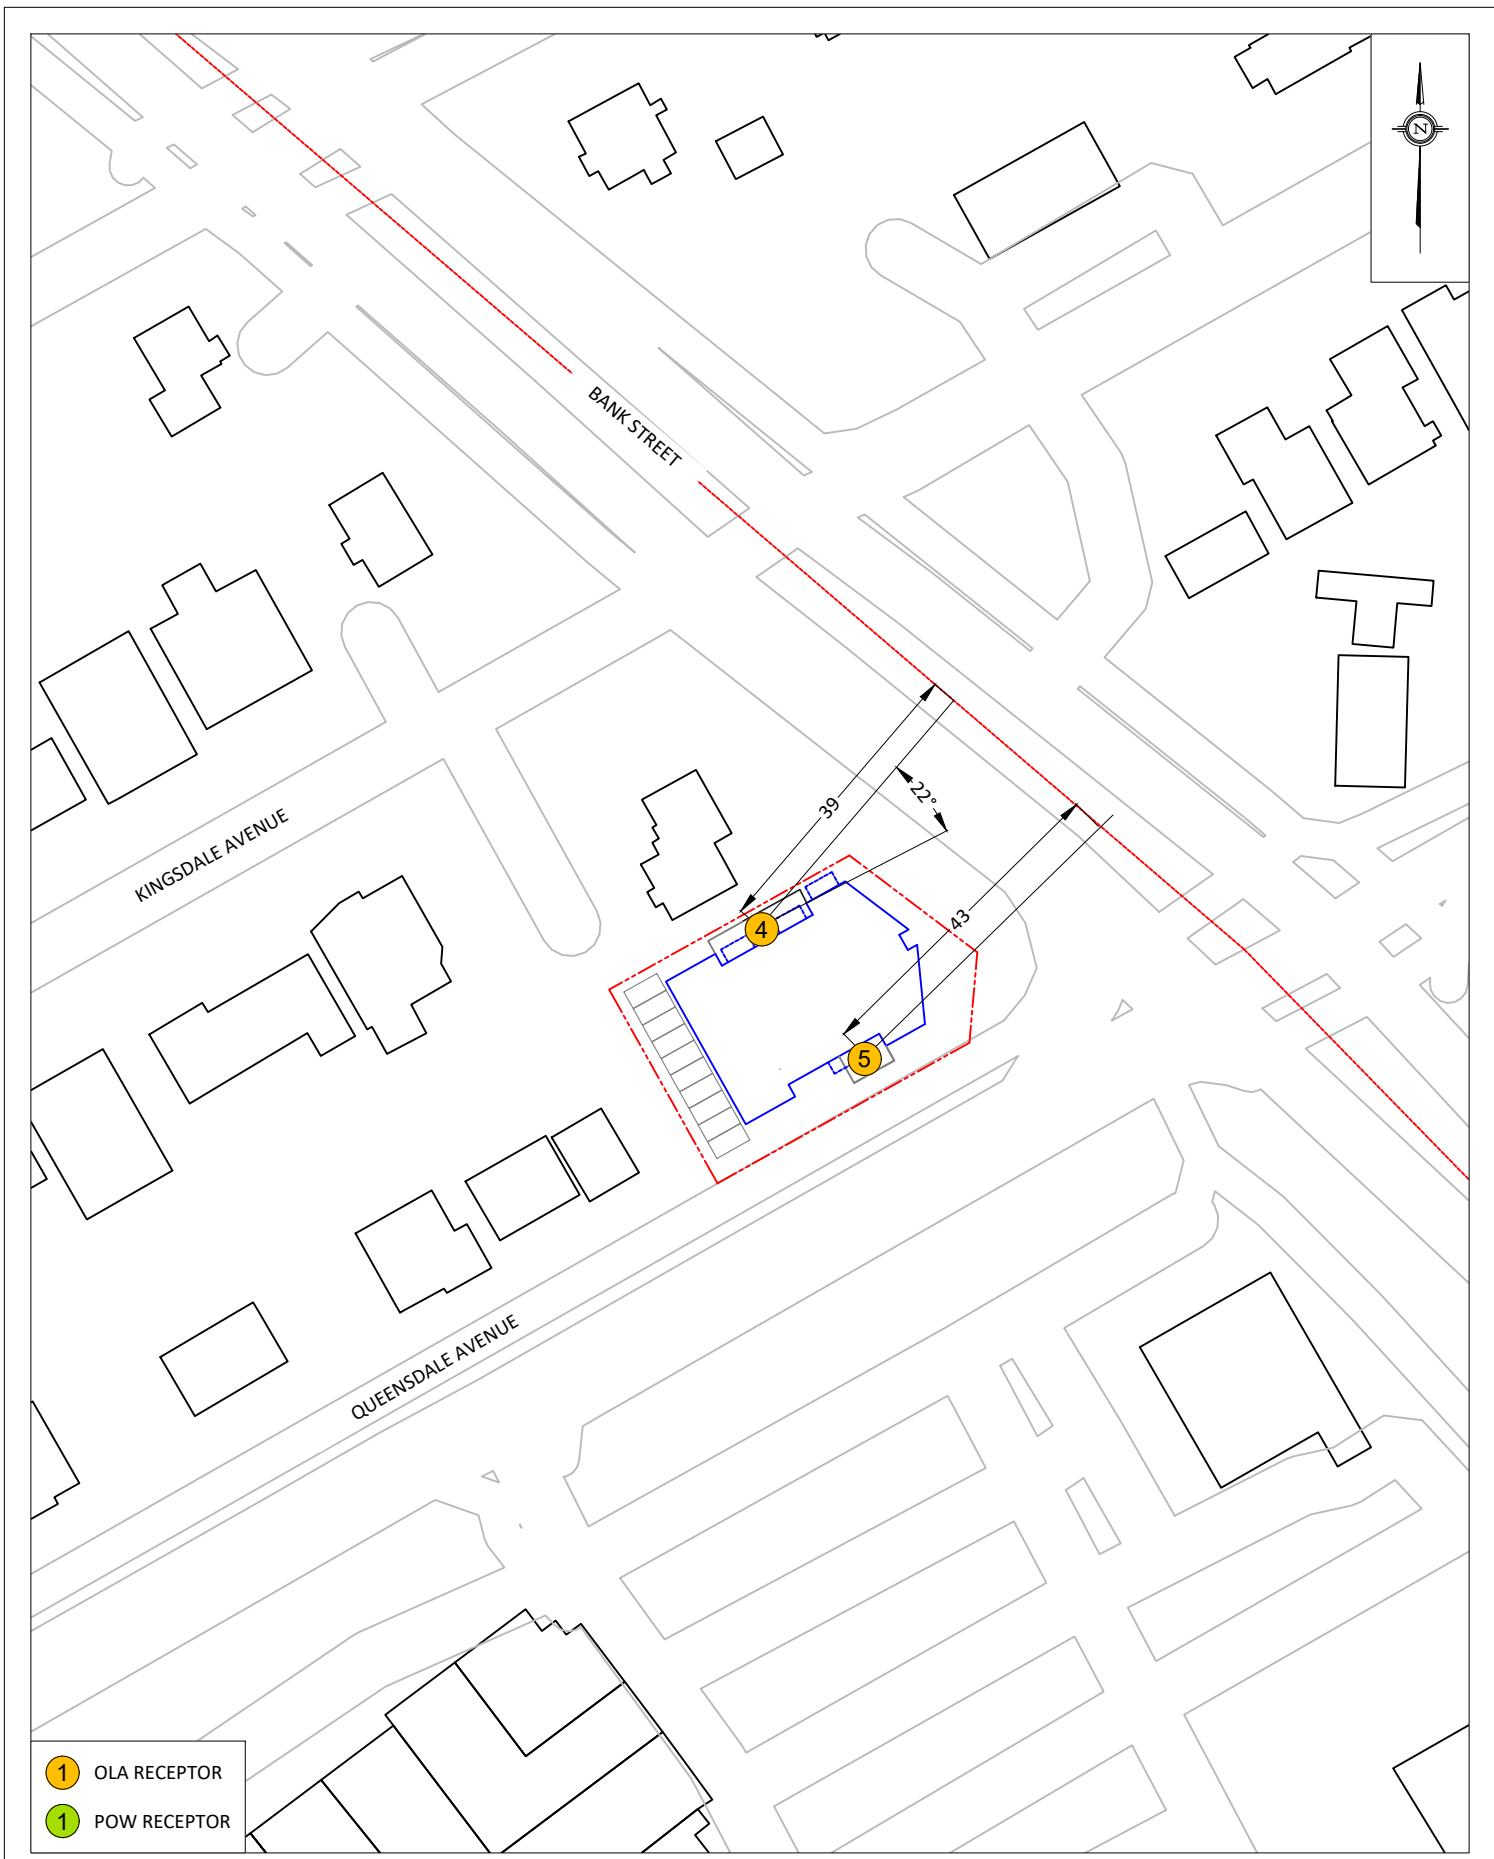 N
BANK STREET
39
22°
43
KINGSDALE AVENUE
4
5
QUEENSDALE AVENUE
1 OLA RECEPTOR
1 POW RECEPTOR